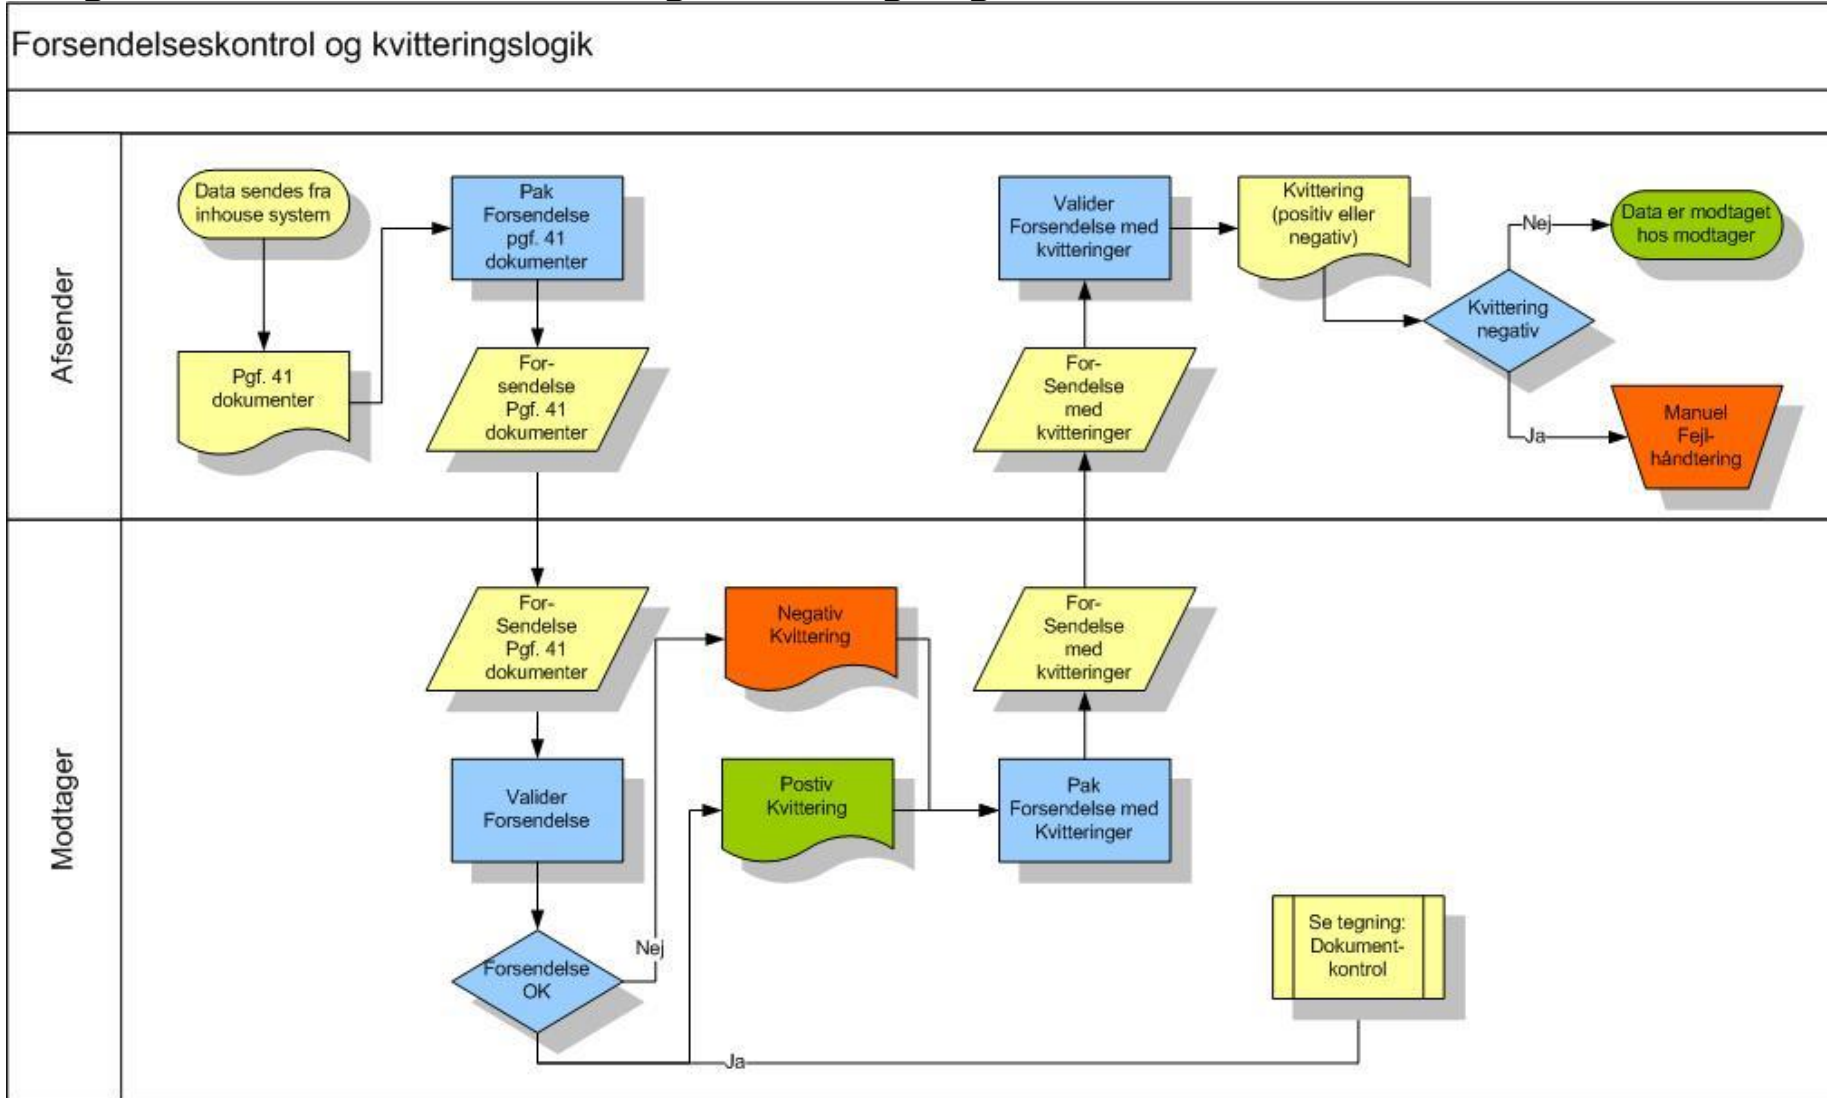 Forsendelseskontrol og kvitteringslogik
Afsender
Data sendes fra
inhouse system
Pgf. 41
dokumenter
Pak
Forsendelse
pgf. 41
dokumenter
For-
sendelse
Pgf. 41
dokumenter
Valider
Forsendelse med
kvitteringer
For-
Sendelse
med
kvitteringer
Kvittering
(positiv eller
negativ)
Kvittering
negativ
Nej
Data er modtaget
hos modtager
Ja
Manuel
Fejl-
håndtering
Modtager
For-
Sendelse
Pgf. 41
dokumenter
Valider
Forsendelse
Forsendelse
OK
Nej
Negativ
Kvittering
Postiv
Kvittering
For-
Sendelse
med
kvitteringer
Pak
Forsendelse med
Kvitteringer
Ja
Se tegning:
Dokument-
kontrol